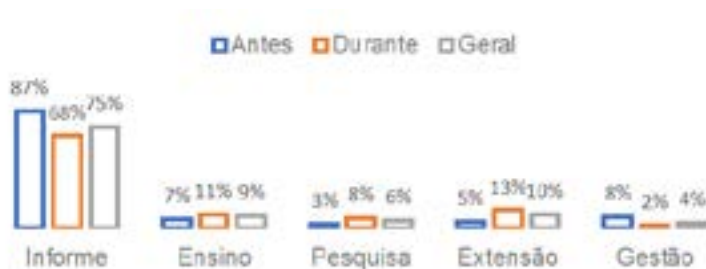 Antes Durante Geral
87% 68% 75%
7% 11% 9% 3% 8% 6% 5% 13% 10% 8% 2% 4%
Informe Ensino Pesquisa Extensão Gestão